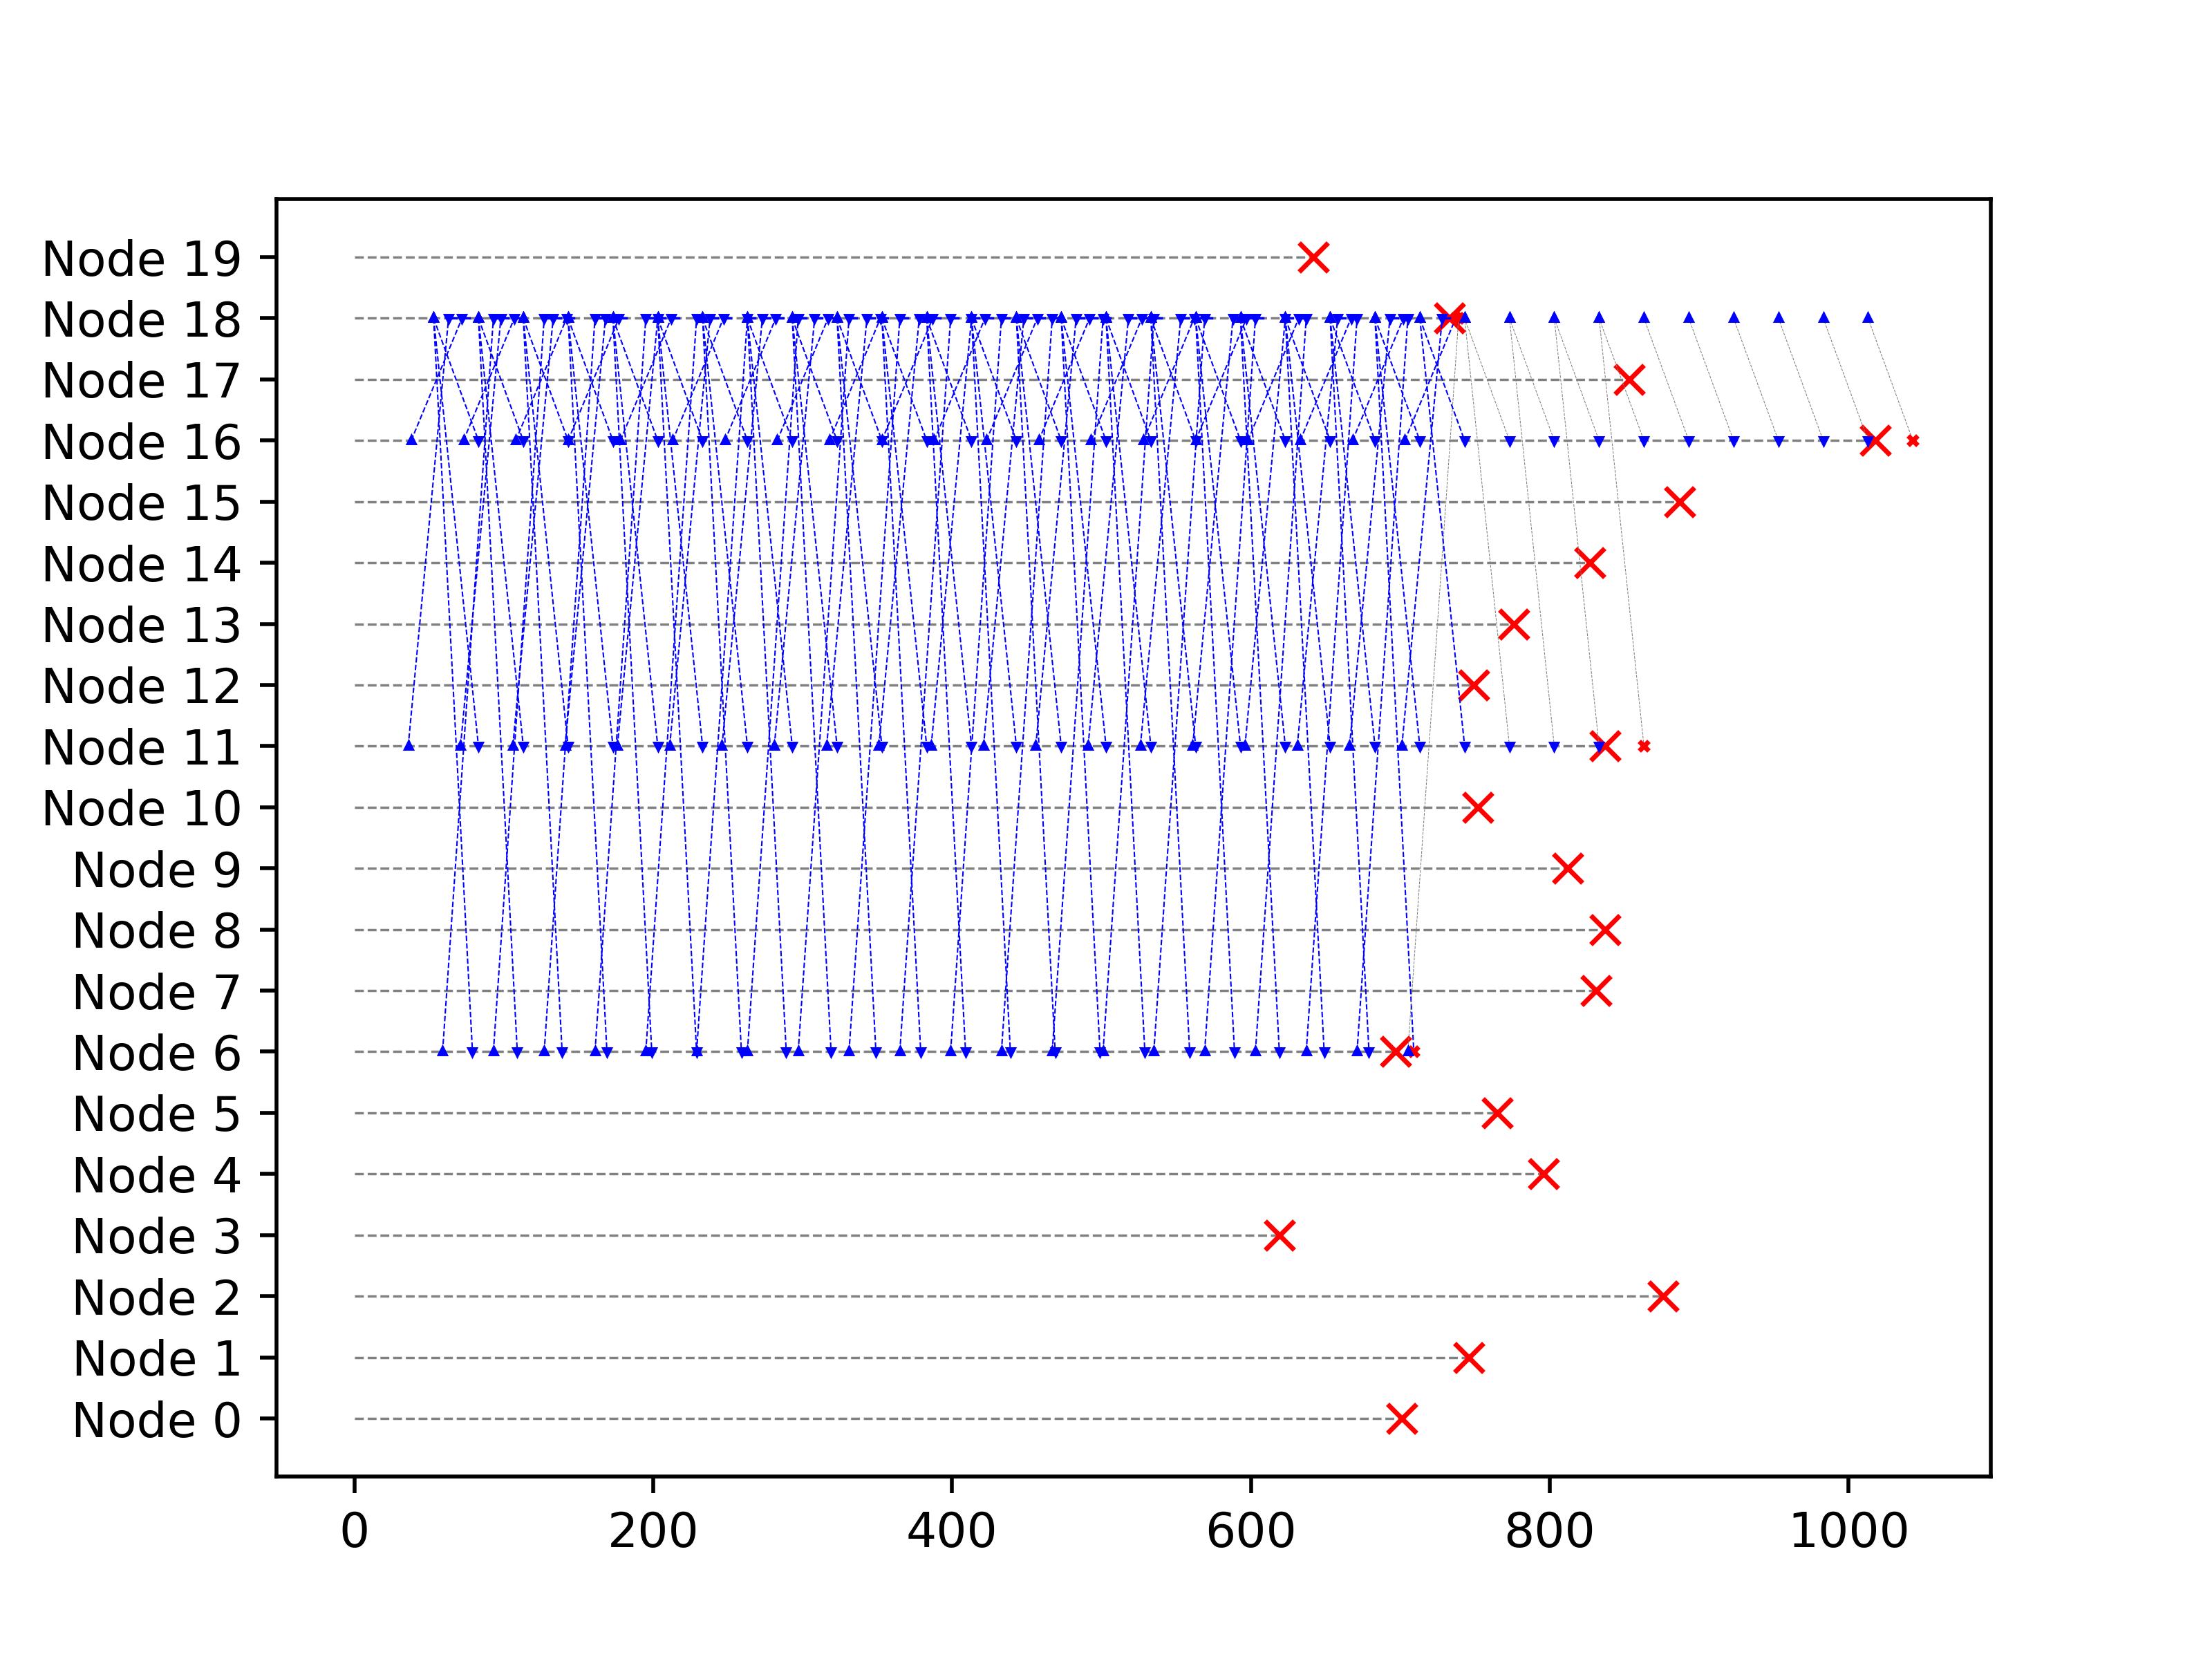 Node 19
Node 18
Node 17
Node 16
Node 15
Node 14
Node 13
Node 12
Node 11
Node 10
Node 9
Node 8
Node 7
Node 6
Node 5
Node 4
Node 3
Node 2
Node 1
Node 0
0 200 400 600 800 1000